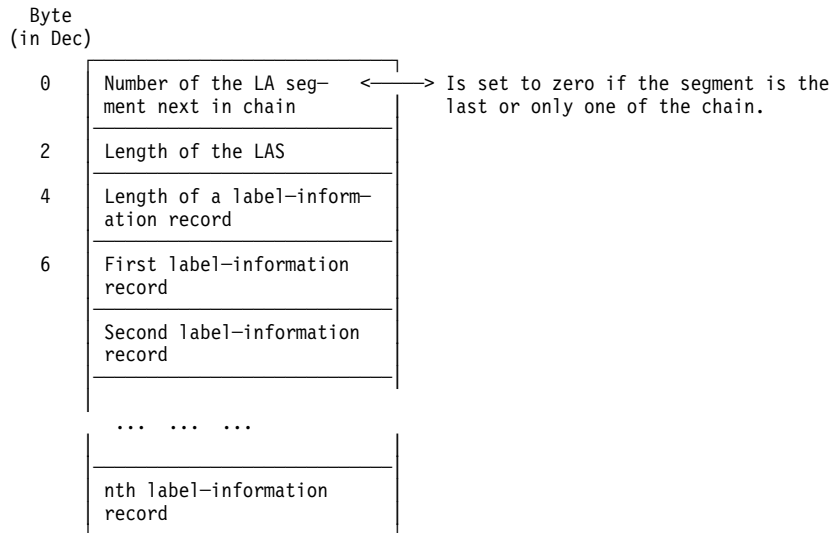 Byte
(in Dec)
0 Number of the LA seg— <———> Is set to zero if the segment is the
ment next in chain last or only one of the chain.
2 Length of the LAS
4 Length of a label—inform—
ation record
6 First label—information
record
Second label—information
record
... ... ...
nth label—information
record